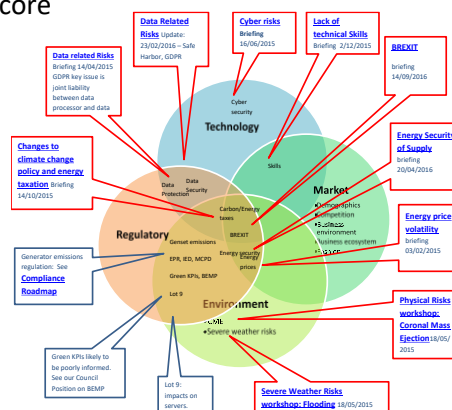 core
Data Related
Risks Update:
23/02/2016 – Safe
Harbor, GDPR
Cyber risks
Briefing
16/06/2015
Lack of
technical Skills
Briefing 2/12/2015
BREXIT
briefing
14/09/2016
Data related Risks
Briefing 14/04/2015
GDPR key issue is
joint liability
between data
processor and data
Changes to
climate change
policy and energy
taxation Briefing
14/10/2015
Energy Security
of Supply
briefing
20/04/2016
Energy price
volatility
briefing
03/02/2015
Physical Risks
workshop:
Coronal Mass
Ejection 18/05/
2015
Severe Weather Risks
workshop: Flooding 18/05/2015
Generator emissions
regulation: See
Compliance
Roadmap
Green KPIs likely to
be poorly informed.
See our Council
Position on BEMP
Lot 9:
impacts on
servers.
Cyber
security
Technology
Skills
Data
Protection
Data
Security
Market
•Demographics
•Competition
•Business
environment
•Business ecosystem
Carbon/Energy
taxes
BREXIT
Energy security
Energy
prices
Regulatory
Genset emissions
EPR, IED, MCPD
Green KPIs, BEMP
Lot 9
Environment
•CME
•Severe weather risks